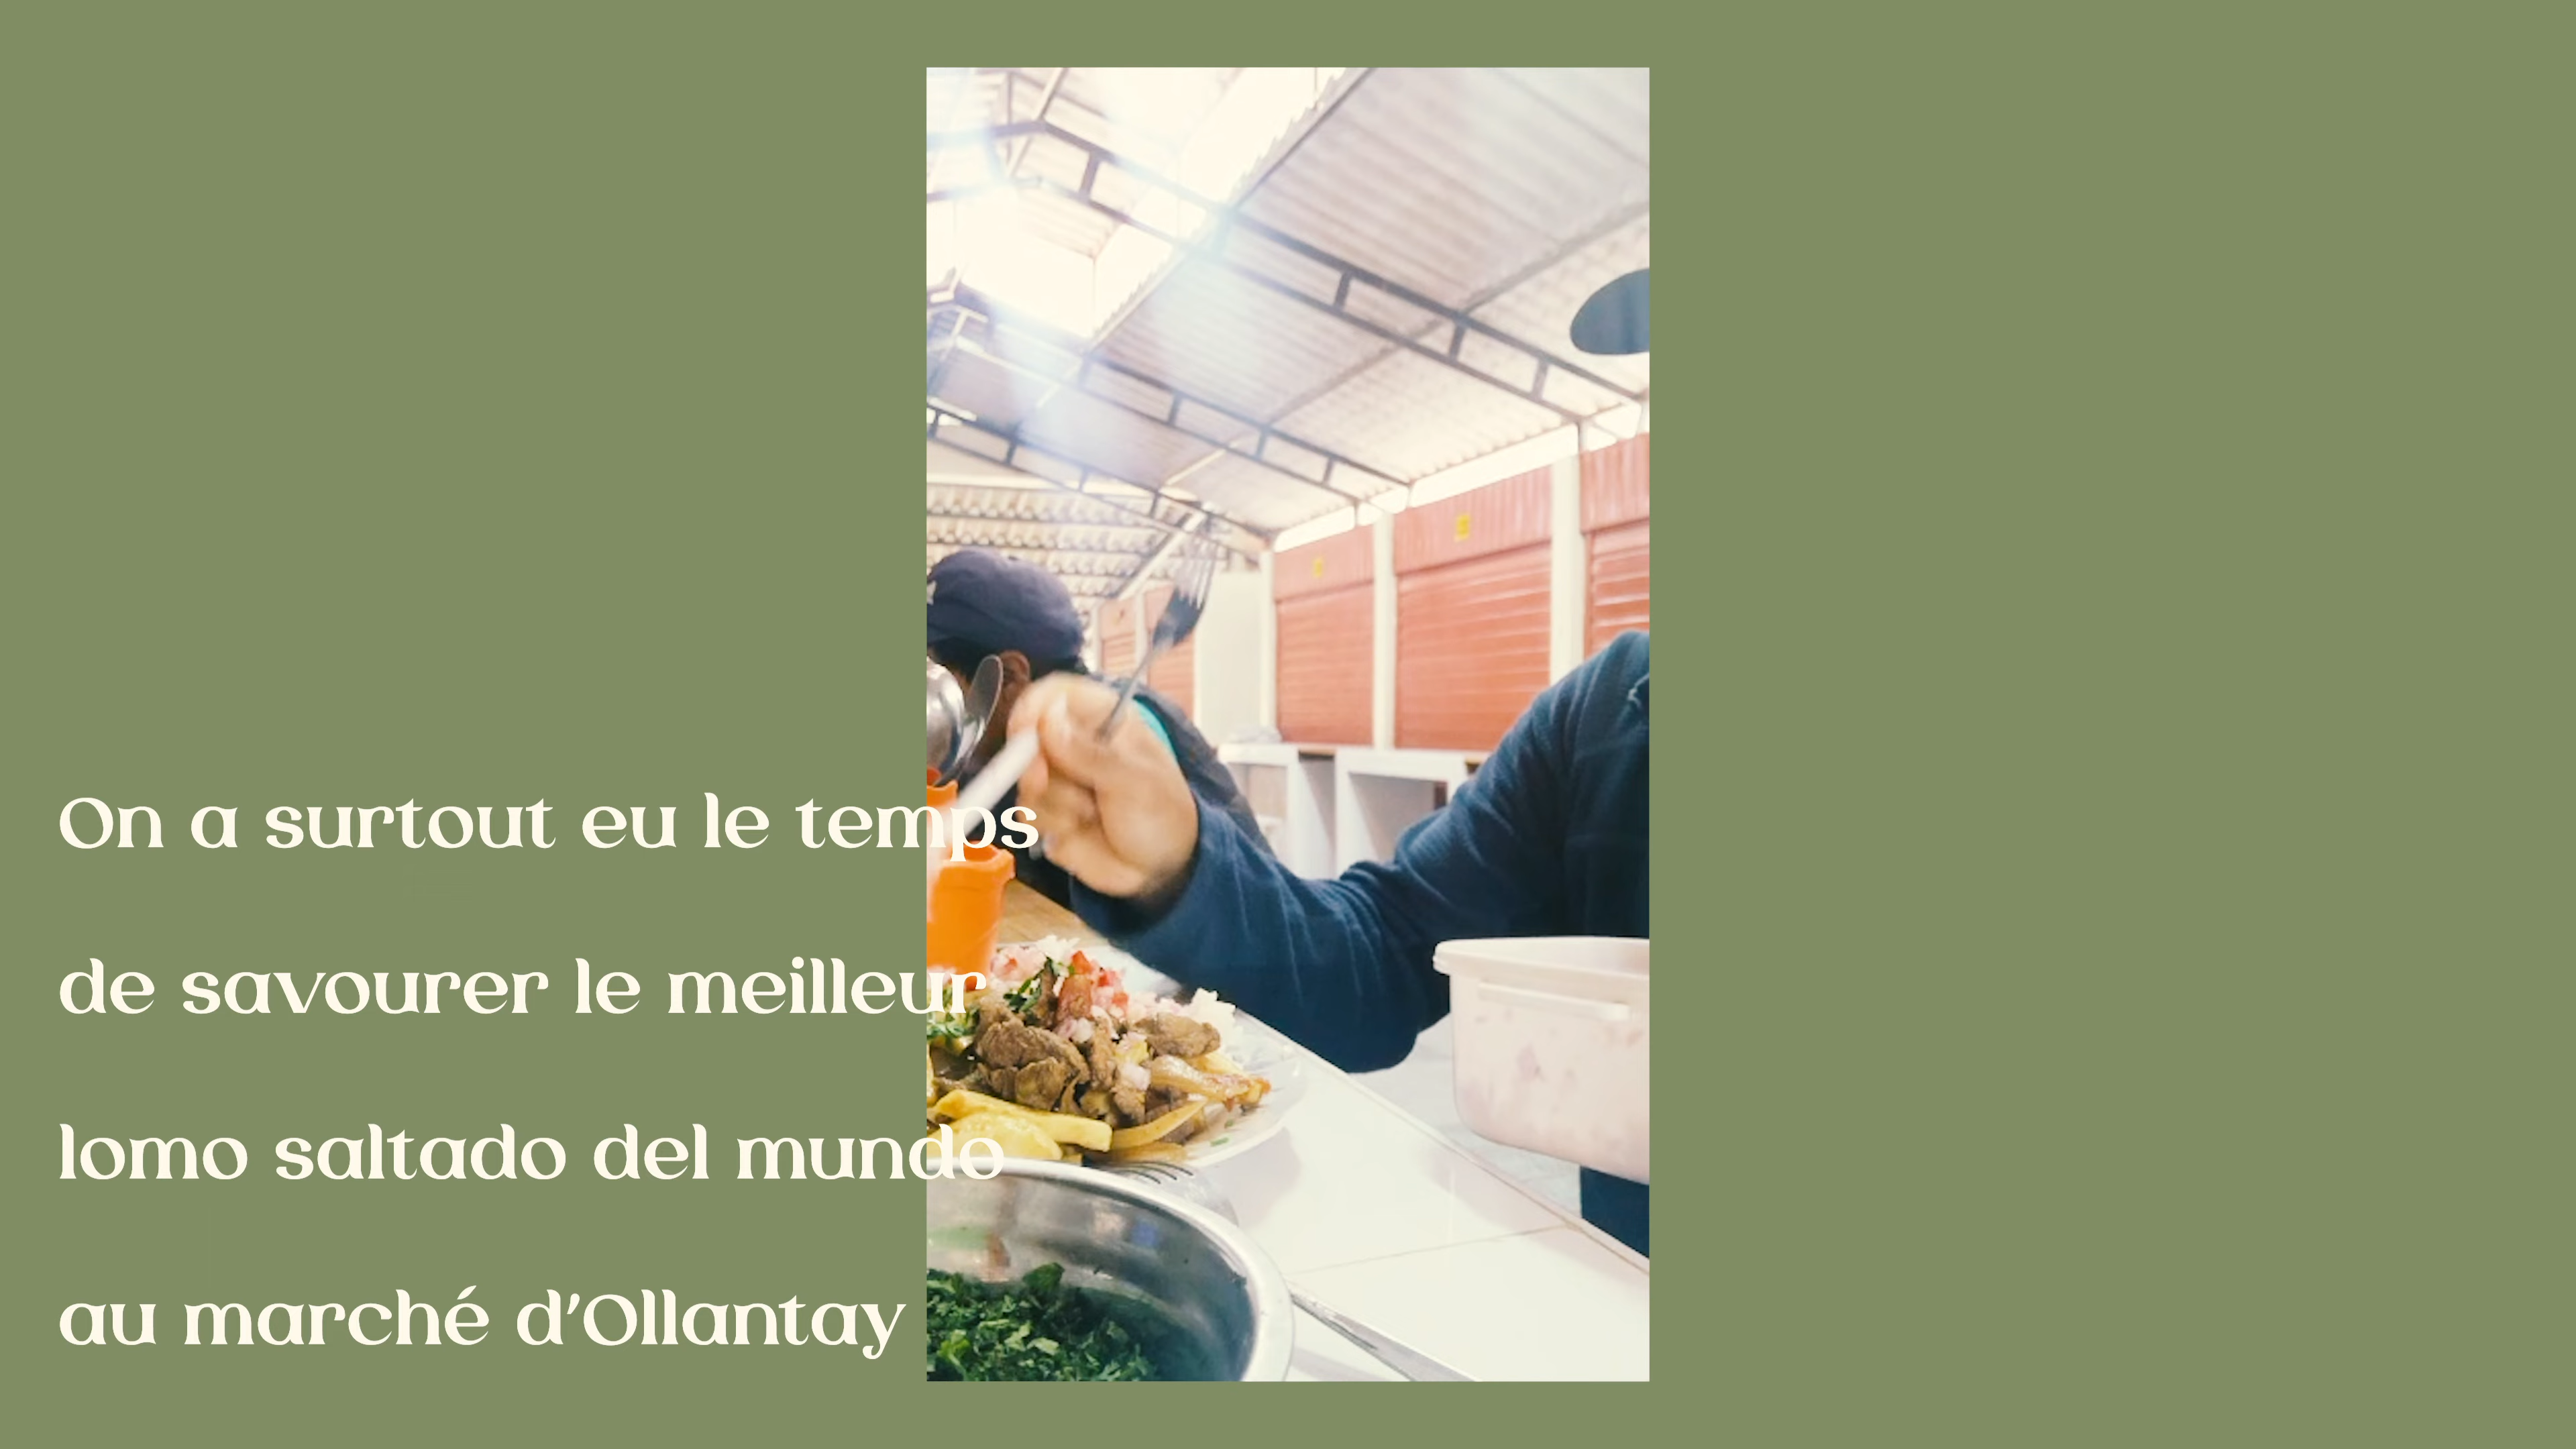 On a surtout eu le temps
de savourer le meilleur
lomo saltado del mundo
au marché d'Ollantay